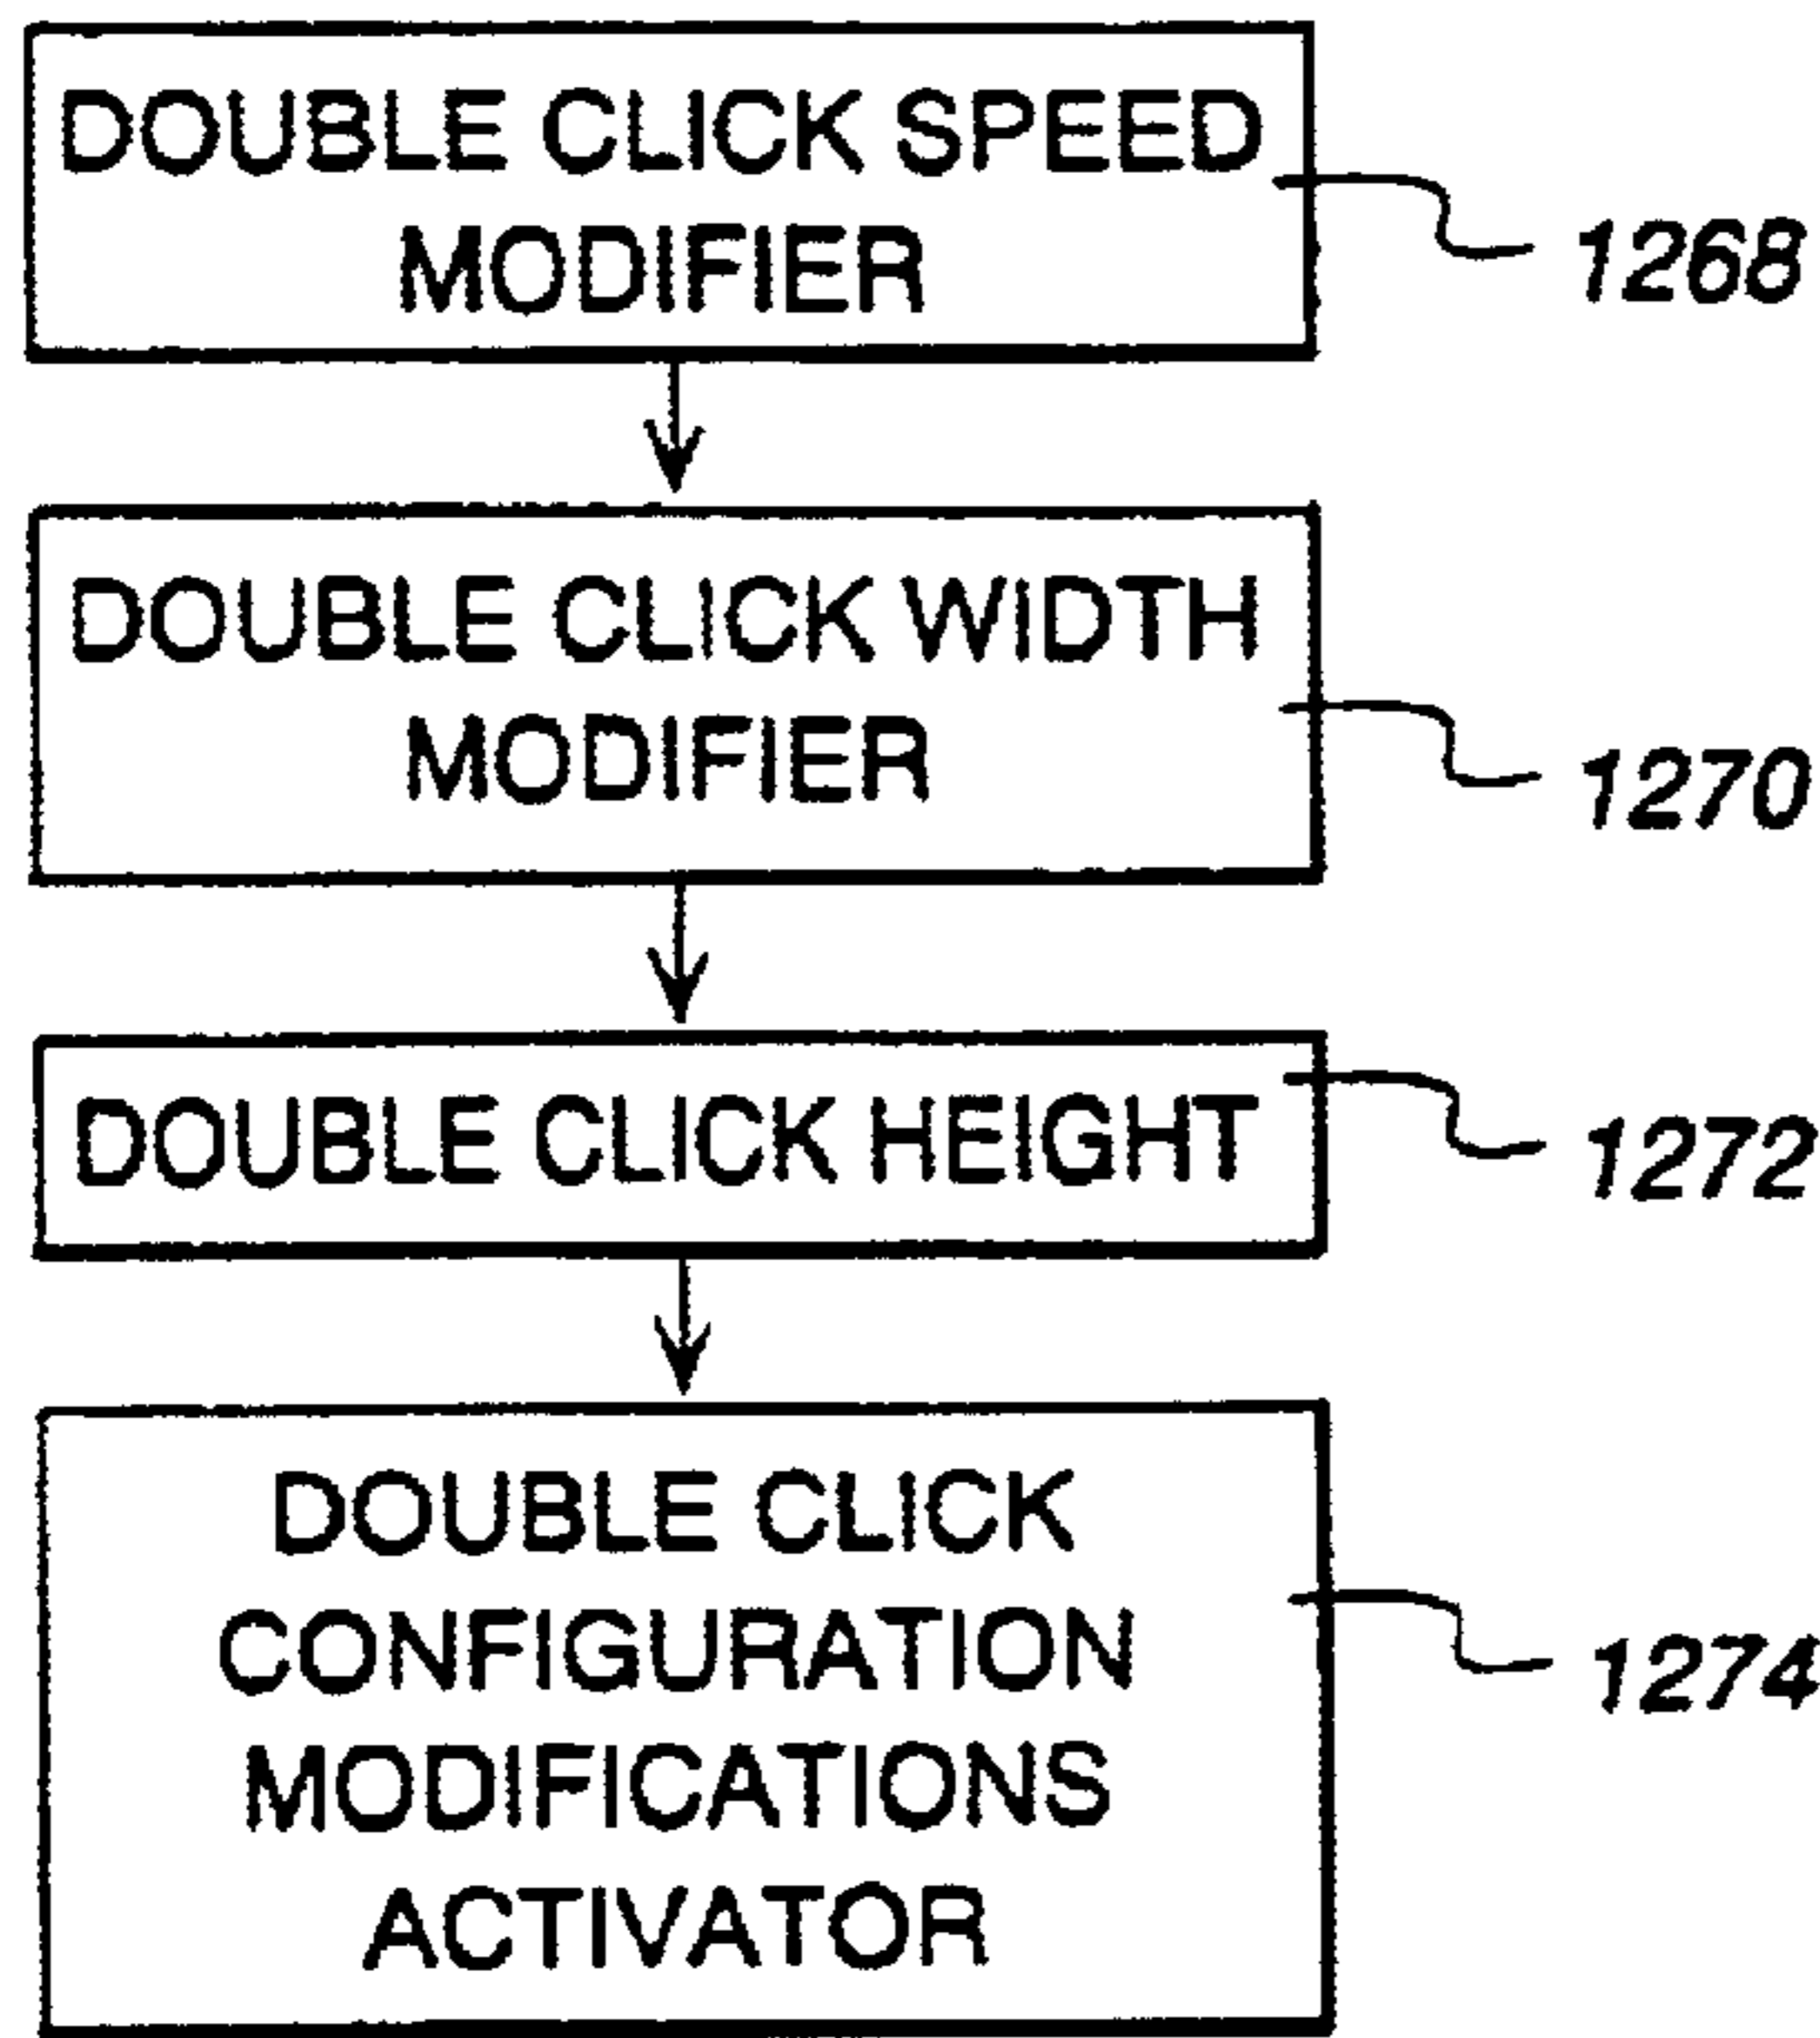 DOUBLE CLICK SPEED
MODIFIER
1268
DOUBLE CLICK WIDTH
MODIFIER
1270
DOUBLE CLICK HEIGHT
1272
DOUBLE CLICK
CONFIGURATION
MODIFICATIONS
ACTIVATOR
1274